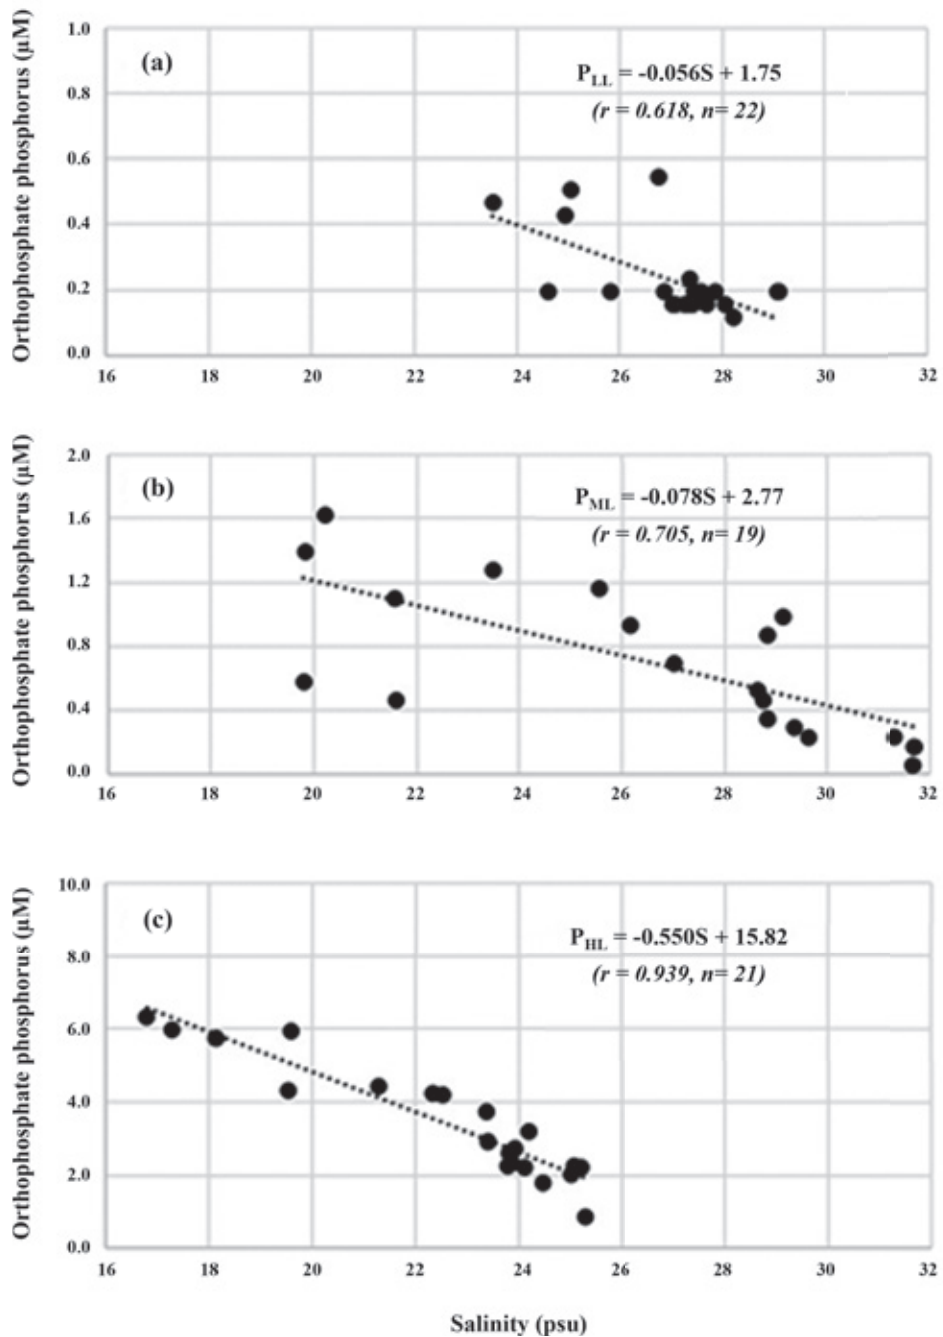 Orthophosphate phosphorus (µM)
1.0
0.8
0.6
0.4
0.2
0.0
(a)
P_LL = -0.056S + 1.75
(r = 0.618, n= 22)
16 18 20 22 24 26 28 30 32
Orthophosphate phosphorus (µM)
2.0
1.6
1.2
0.8
0.4
0.0
(b)
P_ML = -0.078S + 2.77
(r = 0.705, n= 19)
16 18 20 22 24 26 28 30 32
Orthophosphate phosphorus (µM)
10.0
8.0
6.0
4.0
2.0
0.0
(c)
P_HL = -0.550S + 15.82
(r = 0.939, n= 21)
16 18 20 22 24 26 28 30 32
Salinity (psu)